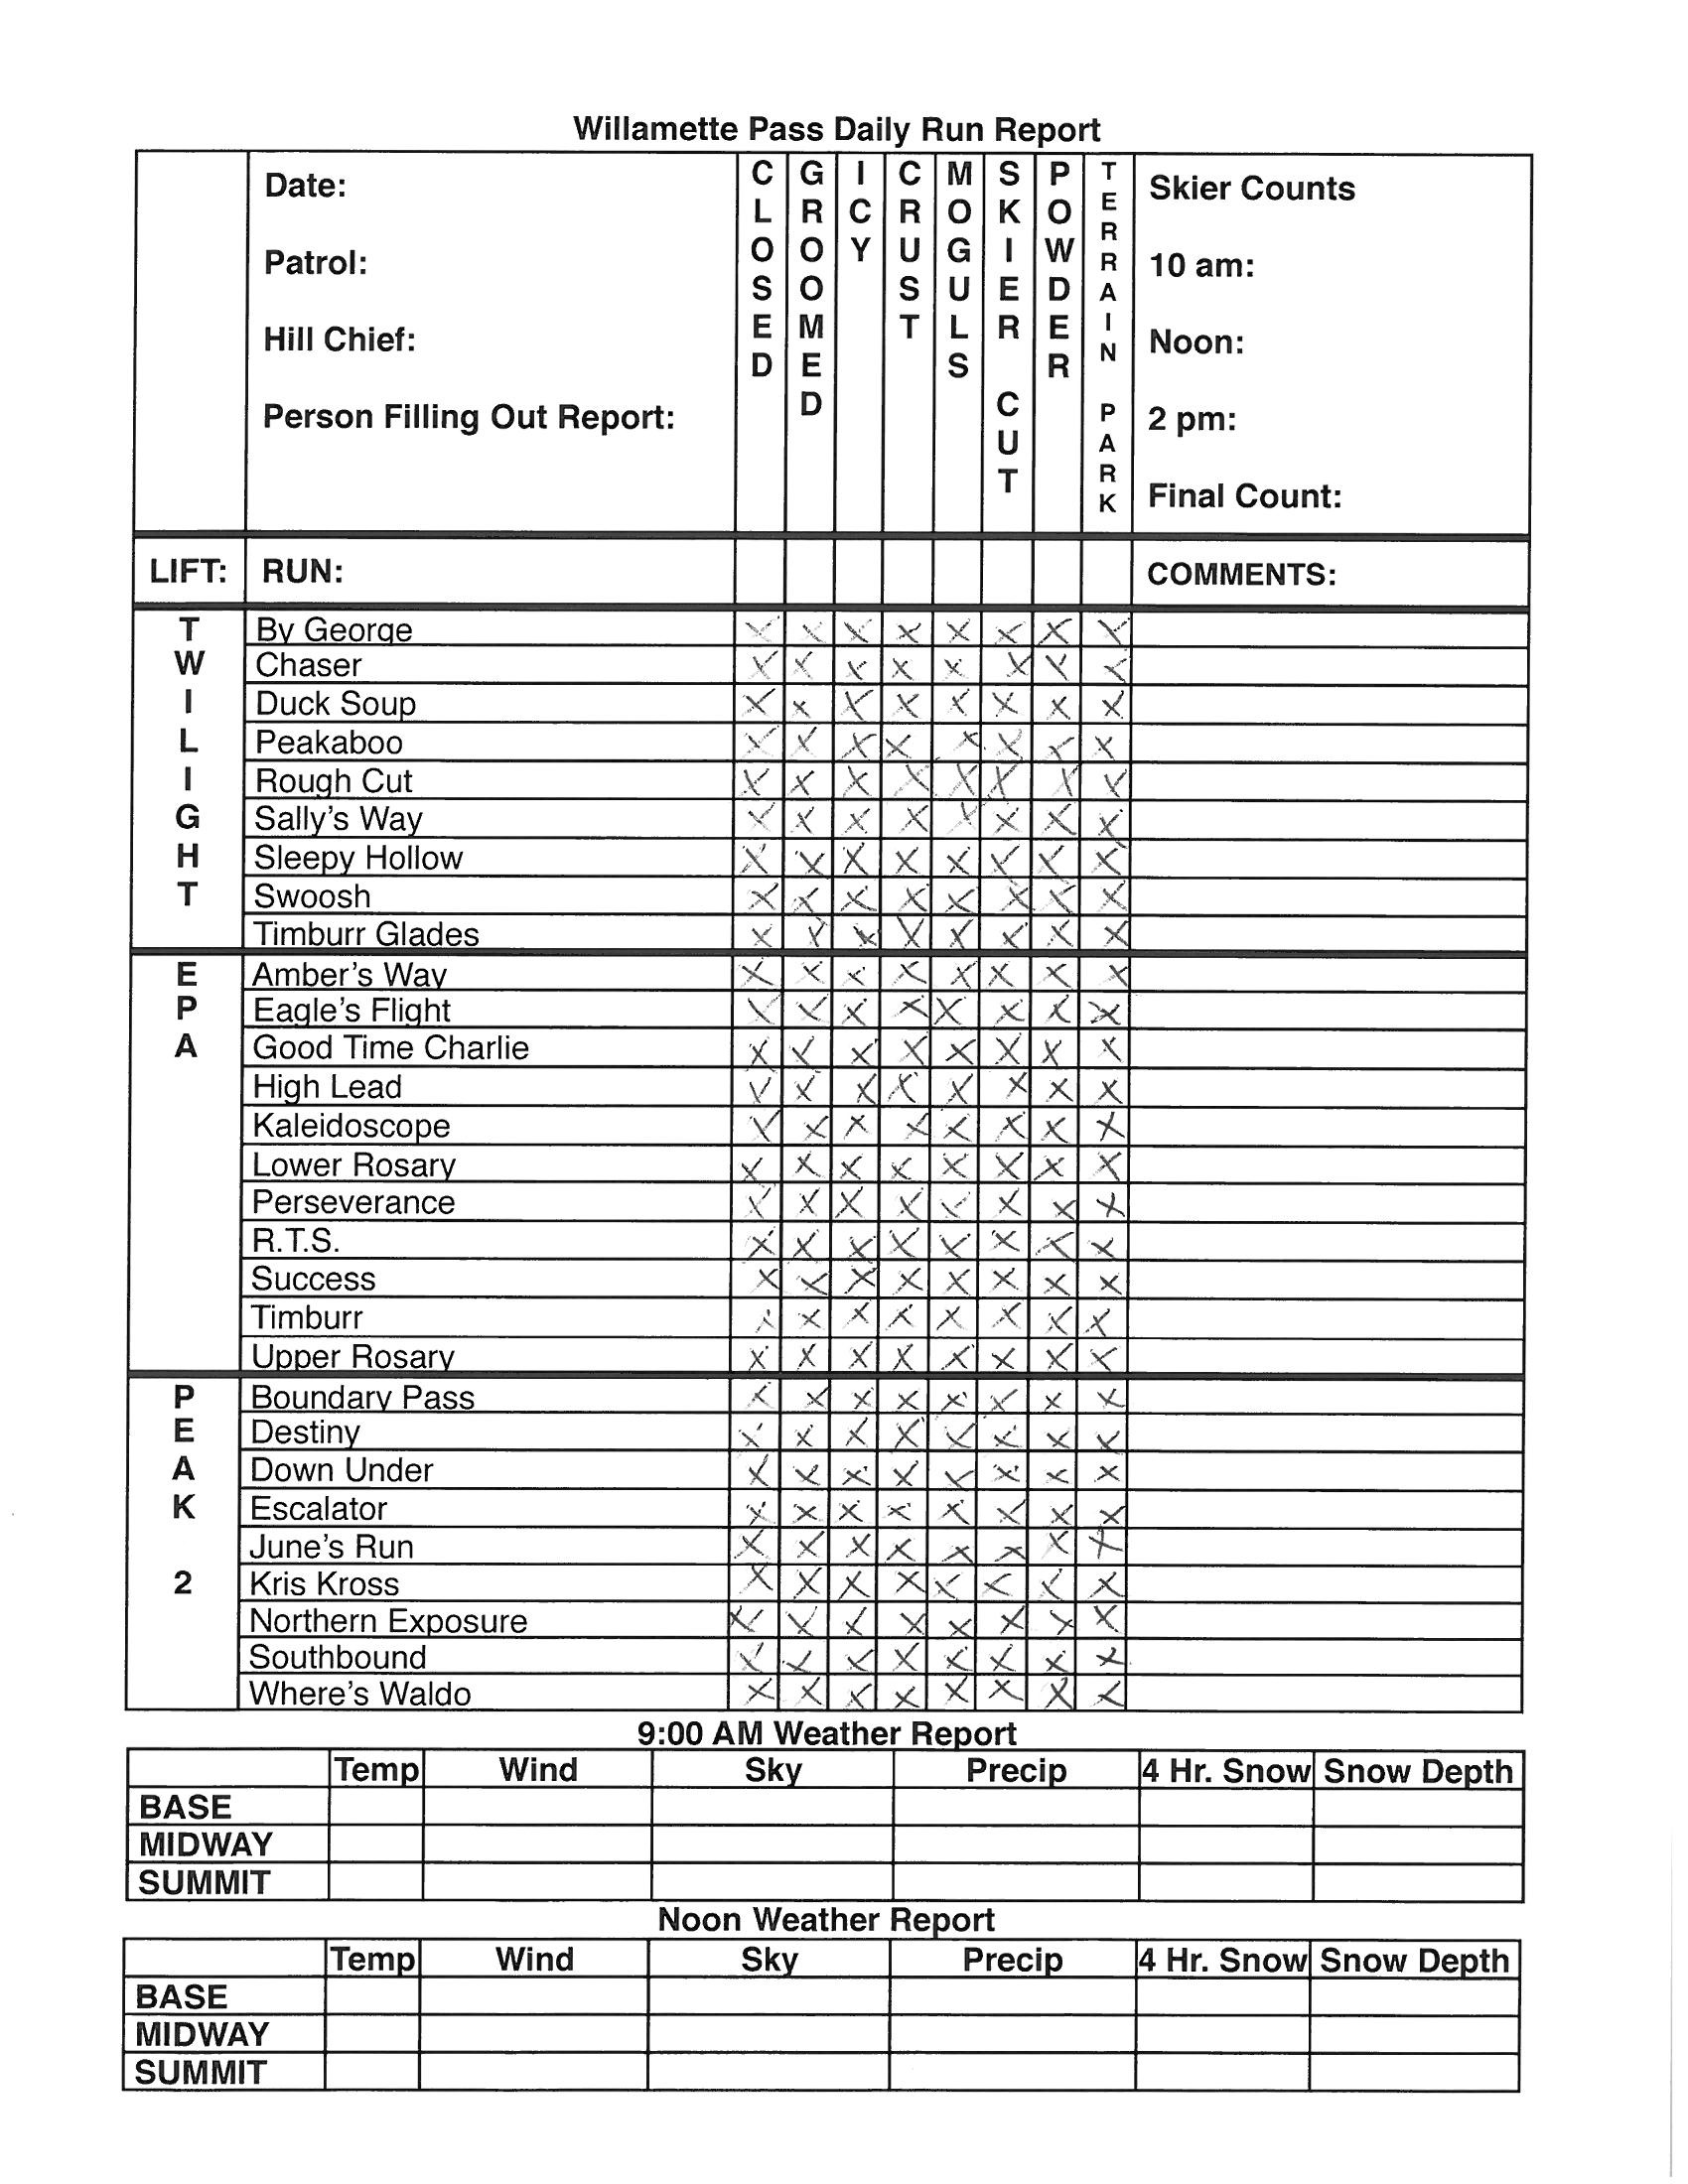 Willamette Pass Daily Run Report
Date:
Patrol:
Hill Chief:
Person Filling Out Report:
CLOSED
GROOMED
ICY
CRUST
MOGULS
SKIER CUT
POWDER
TERRAIN PARK
Skier Counts
10 am:
Noon:
2 pm:
Final Count:
LIFT: RUN: COMMENTS:
TWILIGHT
By George X X X X X X X X
Chaser X X X X X X X X
Duck Soup X X X X X X X X
Peakaboo X X X X X X X X
Rough Cut X X X X X X X X
Sally's Way X X X X X X X X
Sleepy Hollow X X X X X X X X
Swoosh X X X X X X X X
Timburr Glades X X X X X X X X
EPA
Amber's Way X X X X X X X X
Eagle's Flight X X X X X X X X
Good Time Charlie X X X X X X X X
High Lead X X X X X X X X
Kaleidoscope X X X X X X X X
Lower Rosary X X X X X X X X
Perseverance X X X X X X X X
R.T.S. X X X X X X X X
Success X X X X X X X X
Timburr X X X X X X X X
Upper Rosary X X X X X X X X
PEAK 2
Boundary Pass X X X X X X X X
Destiny X X X X X X X X
Down Under X X X X X X X X
Escalator X X X X X X X X
June's Run X X X X X X X X
Kris Kross X X X X X X X X
Northern Exposure X X X X X X X X
Southbound X X X X X X X X
Where's Waldo X X X X X X X X
9:00 AM Weather Report
Temp Wind Sky Precip 4 Hr. Snow Snow Depth
BASE
MIDWAY
SUMMIT
Noon Weather Report
Temp Wind Sky Precip 4 Hr. Snow Snow Depth
BASE
MIDWAY
SUMMIT